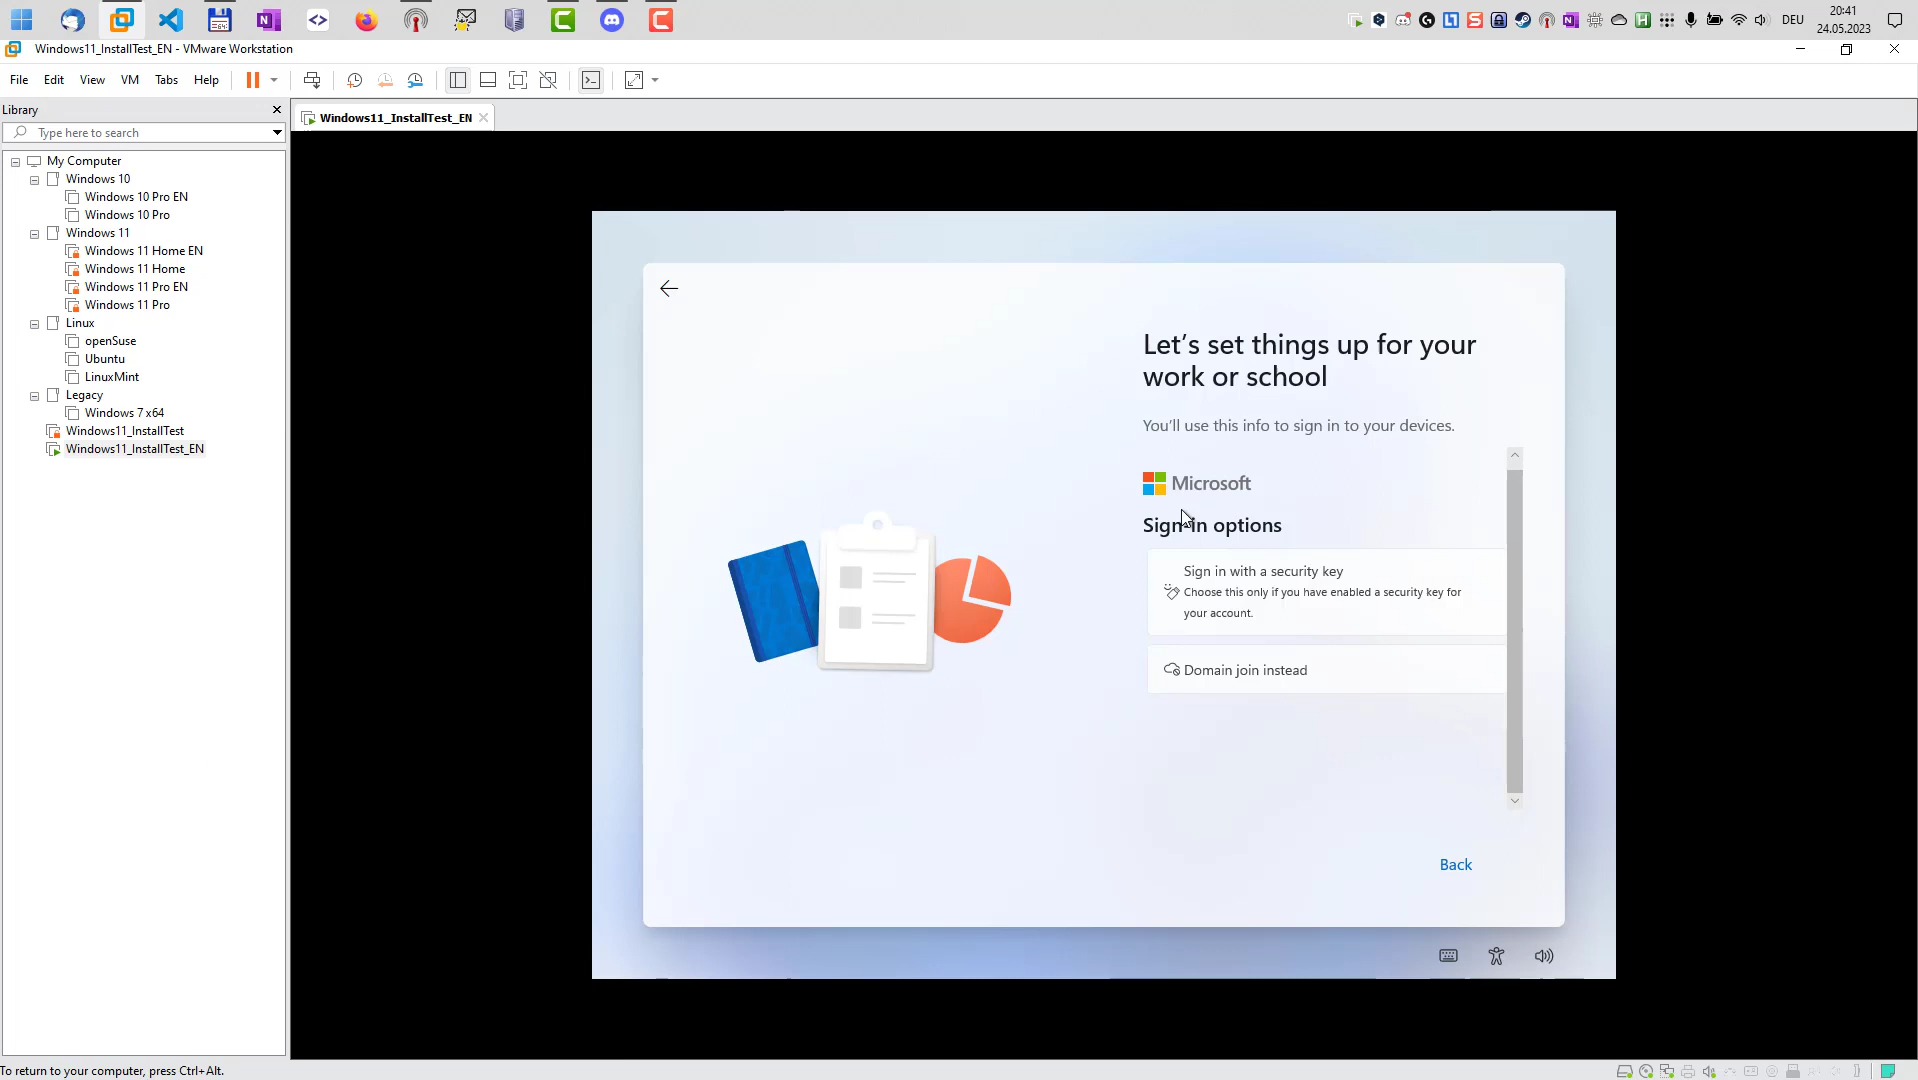 DEU
20:41
24.05.2023
Windows11_InstallTest_EN - VMware Workstation
File Edit View VM Tabs Help
Library
Type here to search
My Computer
Windows 10
Windows 10 Pro EN
Windows 10 Pro
Windows 11
Windows 11 Home EN
Windows 11 Home
Windows 11 Pro EN
Windows 11 Pro
Linux
openSuse
Ubuntu
LinuxMint
Legacy
Windows 7 x64
Windows11_InstallTest
Windows11_InstallTest_EN
Windows11_InstallTest_EN
Let's set things up for your
work or school
You'll use this info to sign in to your devices.
Microsoft
Sign-in options
Sign in with a security key
Choose this only if you have enabled a security key for
your account.
Domain join instead
Back
To return to your computer, press Ctrl+Alt.